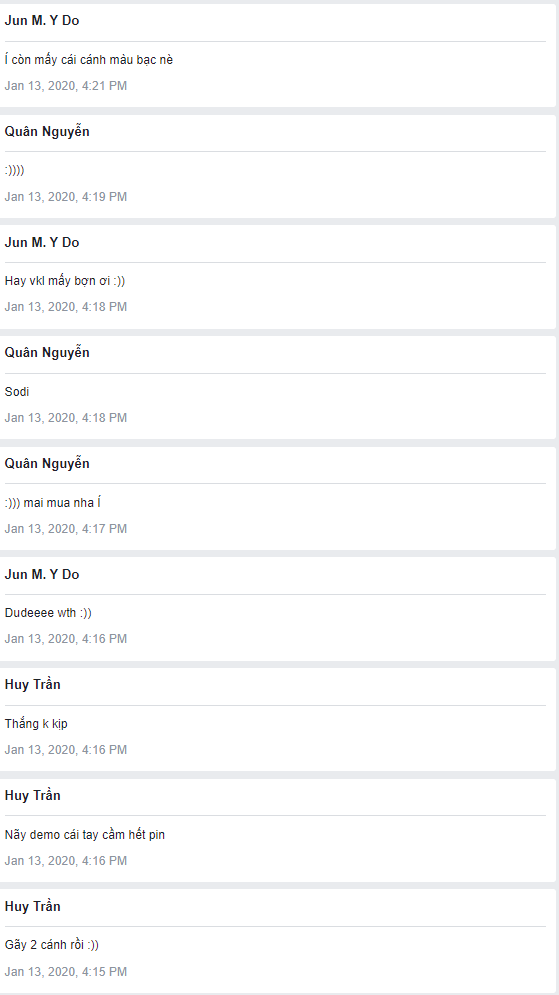 Jun M. Y Do
Í còn mấy cái cánh màu bạc nè
Jan 13, 2020, 4:21 PM
Quân Nguyễn
:))))
Jan 13, 2020, 4:19 PM
Jun M. Y Do
Hay vkl mấy bợn ơi :))
Jan 13, 2020, 4:18 PM
Quân Nguyễn
Sodi
Jan 13, 2020, 4:18 PM
Quân Nguyễn
:))) mai mua nha Í
Jan 13, 2020, 4:17 PM
Jun M. Y Do
Dudeeee wth :))
Jan 13, 2020, 4:16 PM
Huy Trần
Thắng k kịp
Jan 13, 2020, 4:16 PM
Huy Trần
Nãy demo cái tay cầm hết pin
Jan 13, 2020, 4:16 PM
Huy Trần
Gãy 2 cánh rồi :))
Jan 13, 2020, 4:15 PM